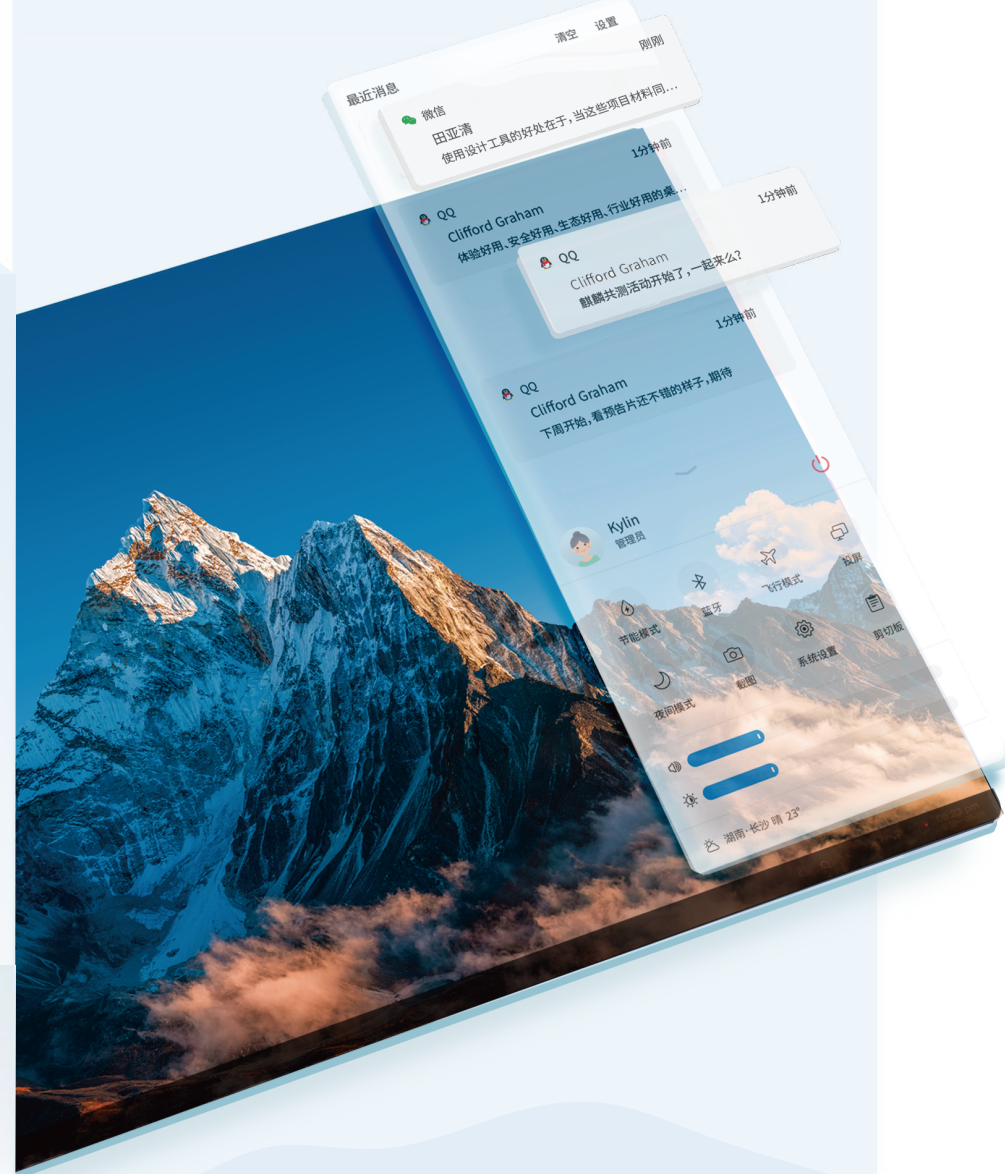 最近消息
清空 设置
微信 刚刚
田亚清
使用设计工具的好处在于，当这些项目材料同…
QQ 1分钟前
Clifford Graham
体验好用、安全好用、生态好用、行业好用的桌…
QQ 1分钟前
Clifford Graham
麒麟共测活动开始了，一起来么？
QQ 1分钟前
Clifford Graham
下周开始，看预告片还不错的样子，期待
Kylin
管理员
节能模式 蓝牙 飞行模式 投屏
夜间模式 截图 系统设置 剪切板
湖南·长沙 晴 23°